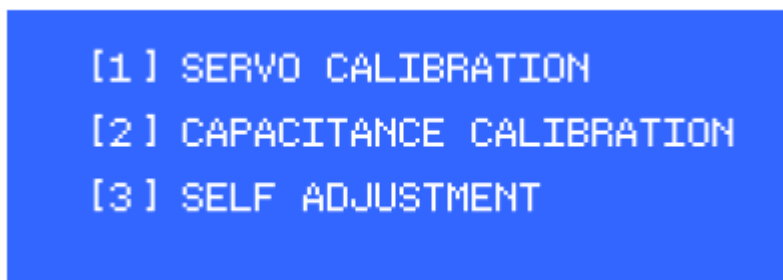 [1] SERVO CALIBRATION
[2] CAPACITANCE CALIBRATION
[3] SELF ADJUSTMENT